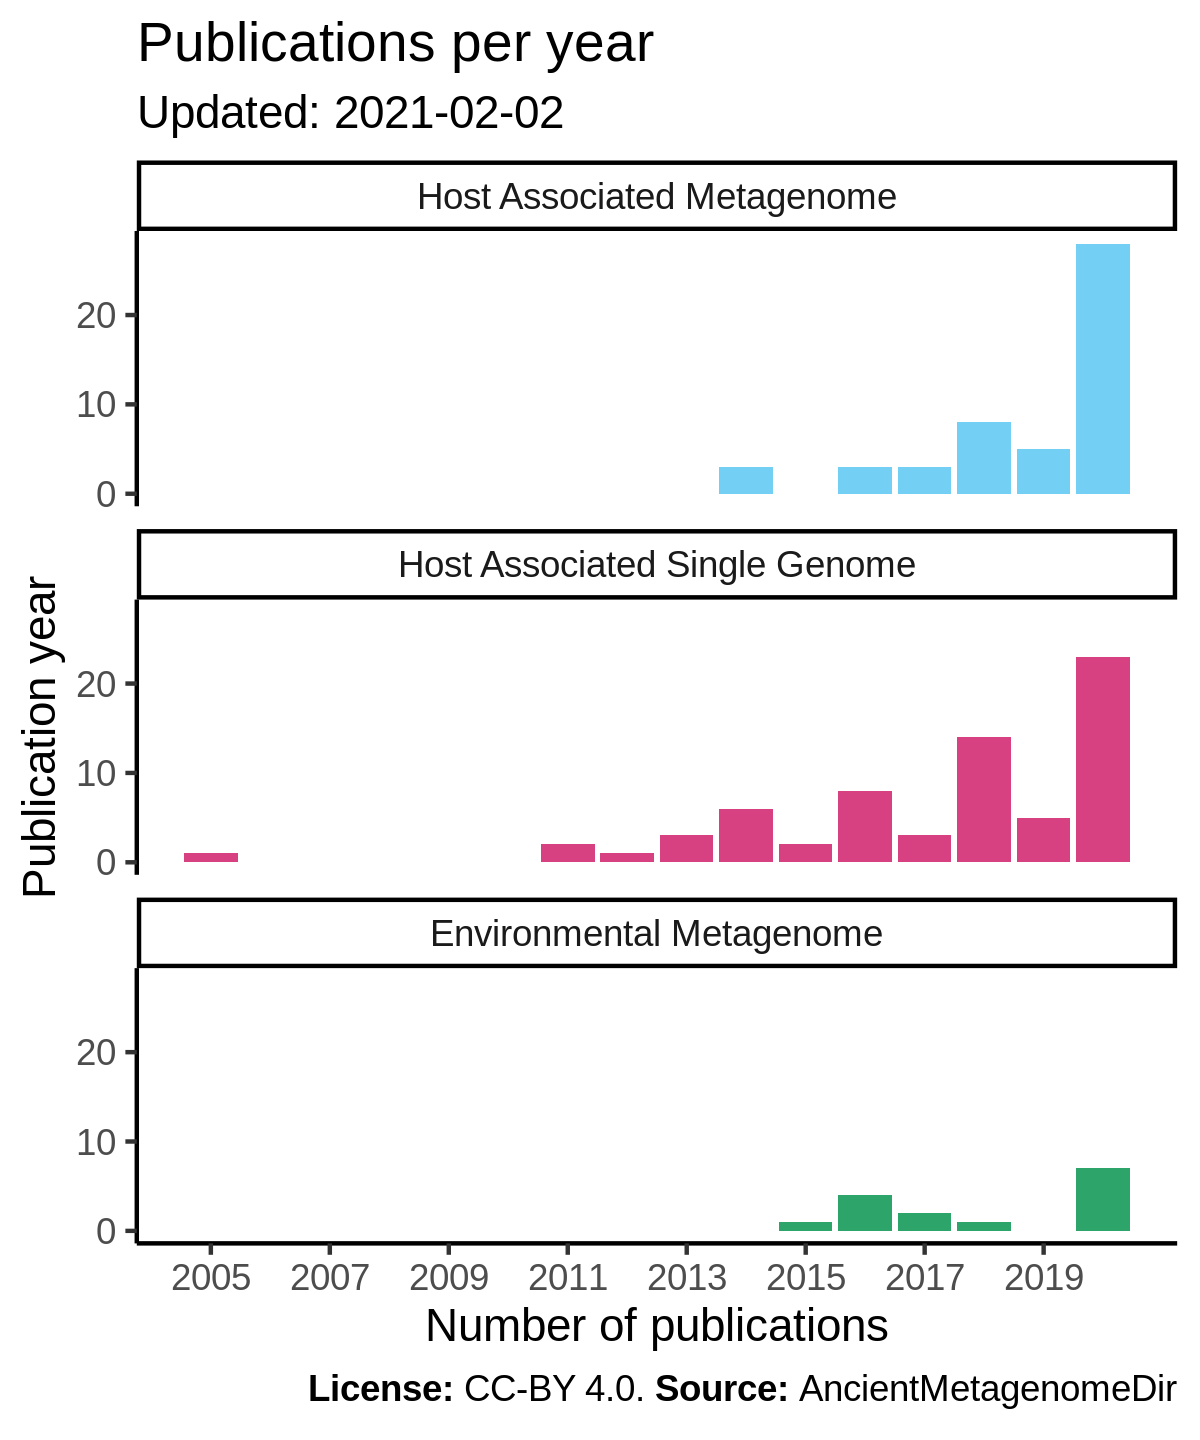 Publications per year
Updated: 2021-02-02
Host Associated Metagenome
20
10
0
Host Associated Single Genome
20
10
0
Publication year
Environmental Metagenome
20
10
0
2005 2007 2009 2011 2013 2015 2017 2019
Number of publications
License: CC-BY 4.0. Source: AncientMetagenomeDir